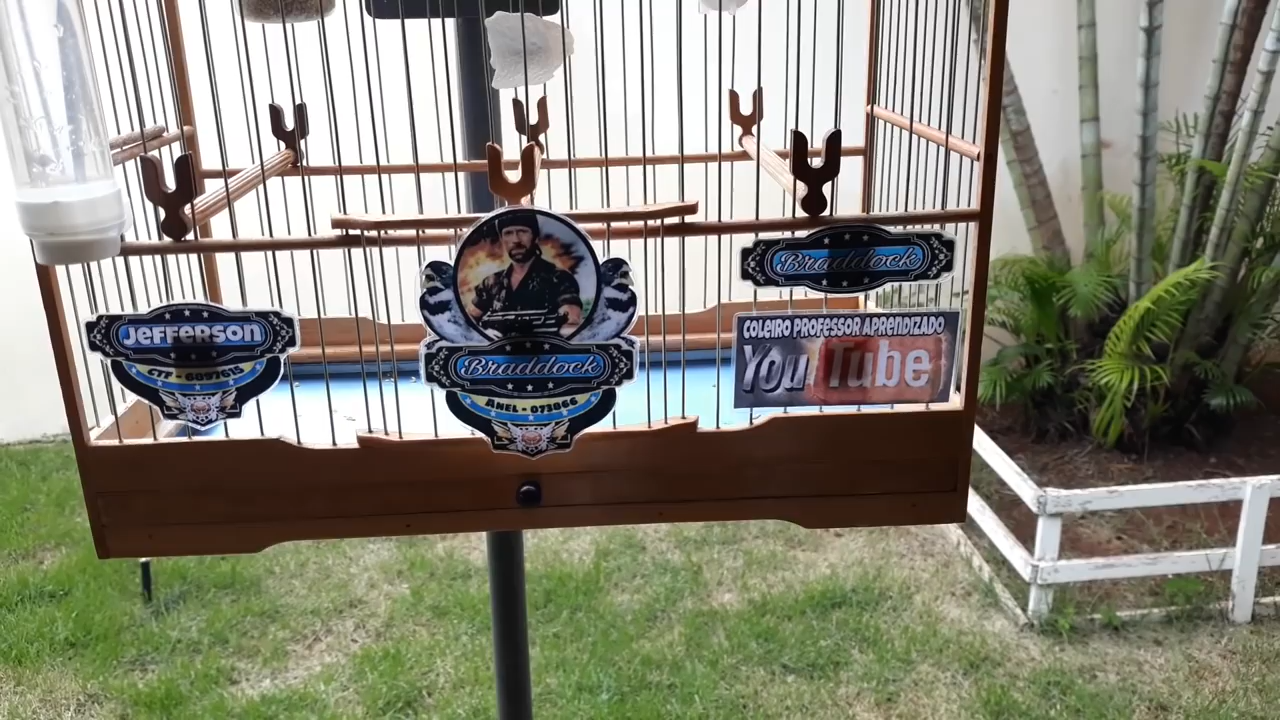 JEFFERSON
CTF - 6897615
Braddock
ANEL - 073066
Braddock
COLEIRO PROFESSOR APRENDIZADO
YouTube